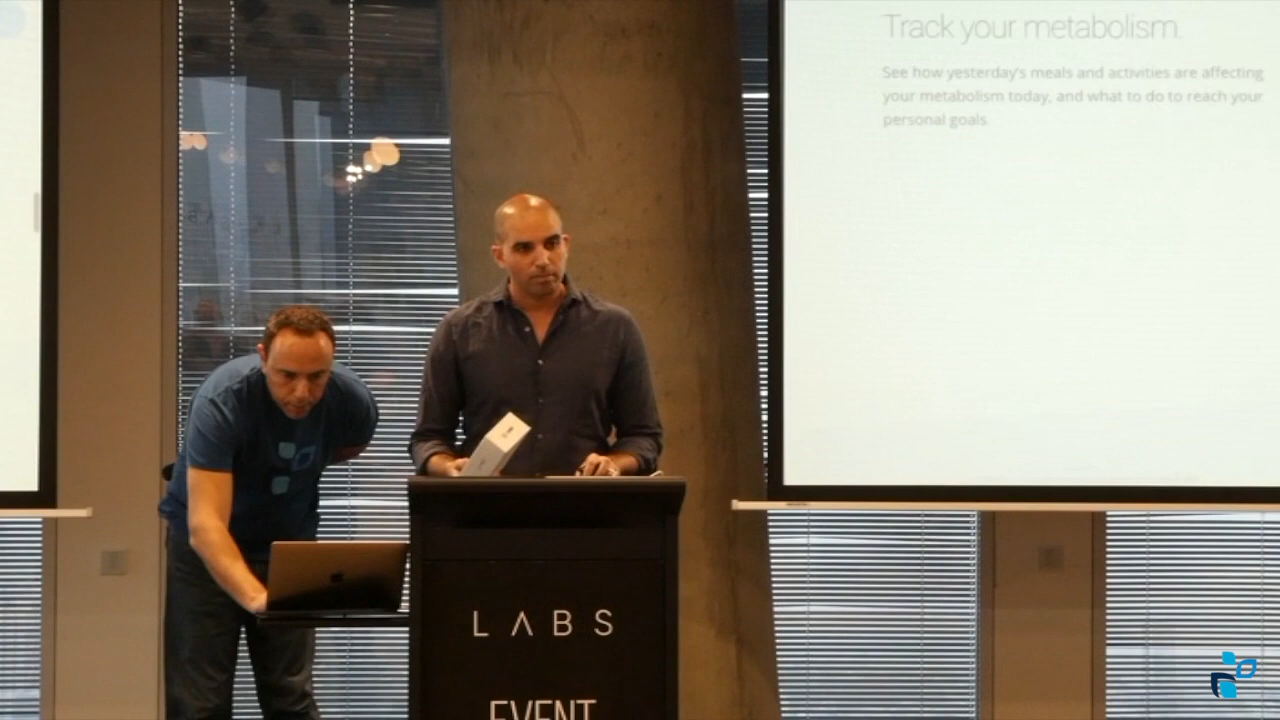 Track your metabolism.
See how yesterday's meals and activities are affecting
your metabolism today, and what to do to reach your
personal goals.
LABS
EVENT